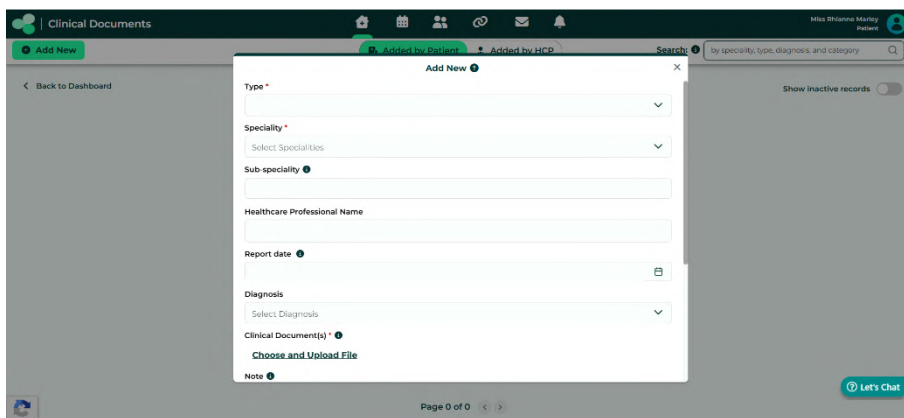 Clinical Documents
Miss Rhianne Marley
Patient
Add New
Added by Patient
Added by HCP
Search:
by speciality, type, diagnosis, and category
Back to Dashboard
Show inactive records
Add New
Type *
Speciality *
Select Specialities
Sub-speciality
Healthcare Professional Name
Report date
Diagnosis
Select Diagnosis
Clinical Document(s) *
Choose and Upload File
Note
Let's Chat
Page 0 of 0